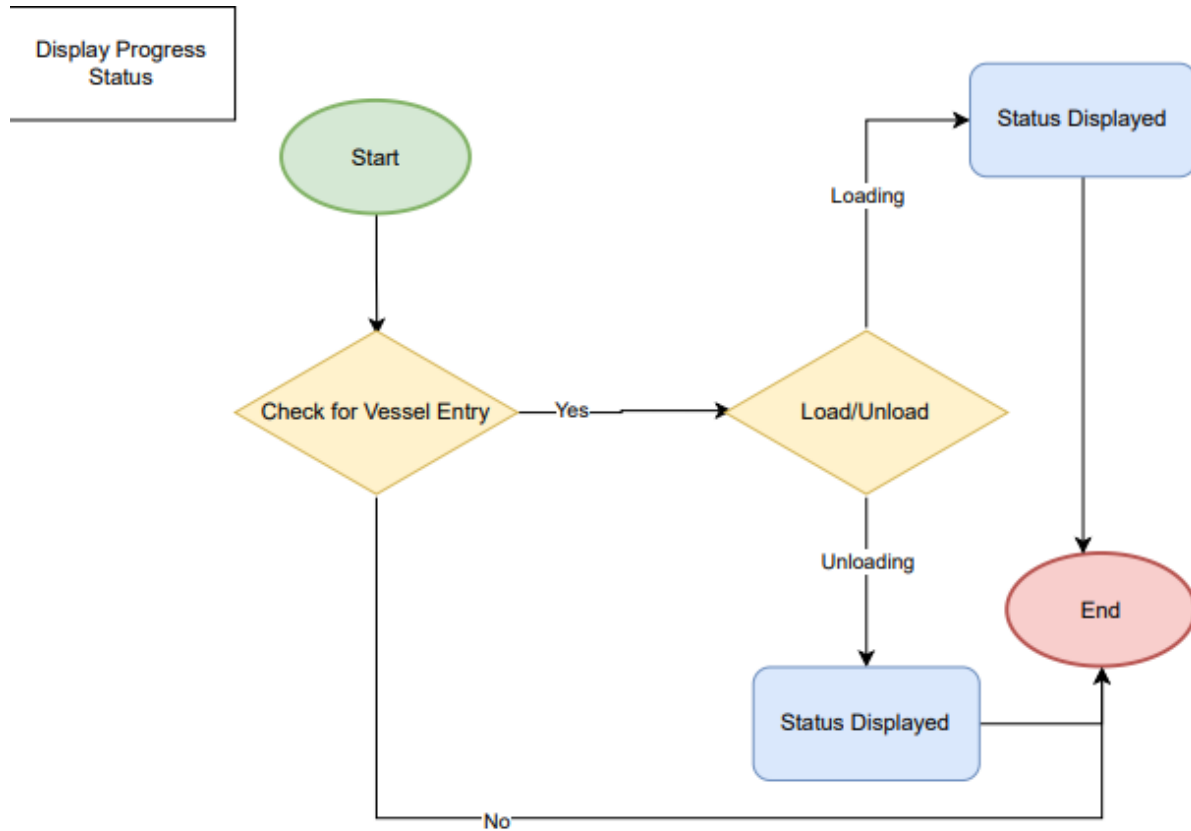 Display Progress
Status
Start
Status Displayed
Loading
Check for Vessel Entry
Yes
Load/Unload
Unloading
End
Status Displayed
No